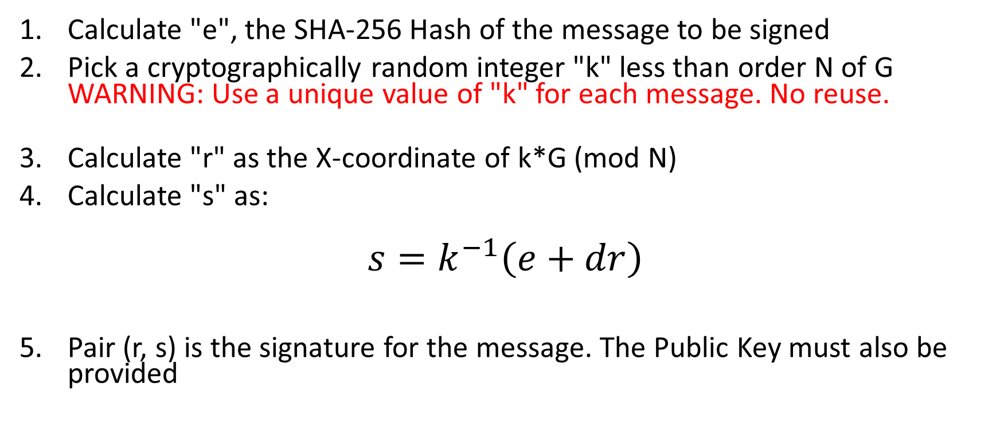 1. Calculate "e", the SHA-256 Hash of the message to be signed
2. Pick a cryptographically random integer "k" less than order N of G
WARNING: Use a unique value of "k" for each message. No reuse.
3. Calculate "r" as the X-coordinate of k*G (mod N)
4. Calculate "s" as:
s = k⁻¹(e + dr)
5. Pair (r, s) is the signature for the message. The Public Key must also be
provided